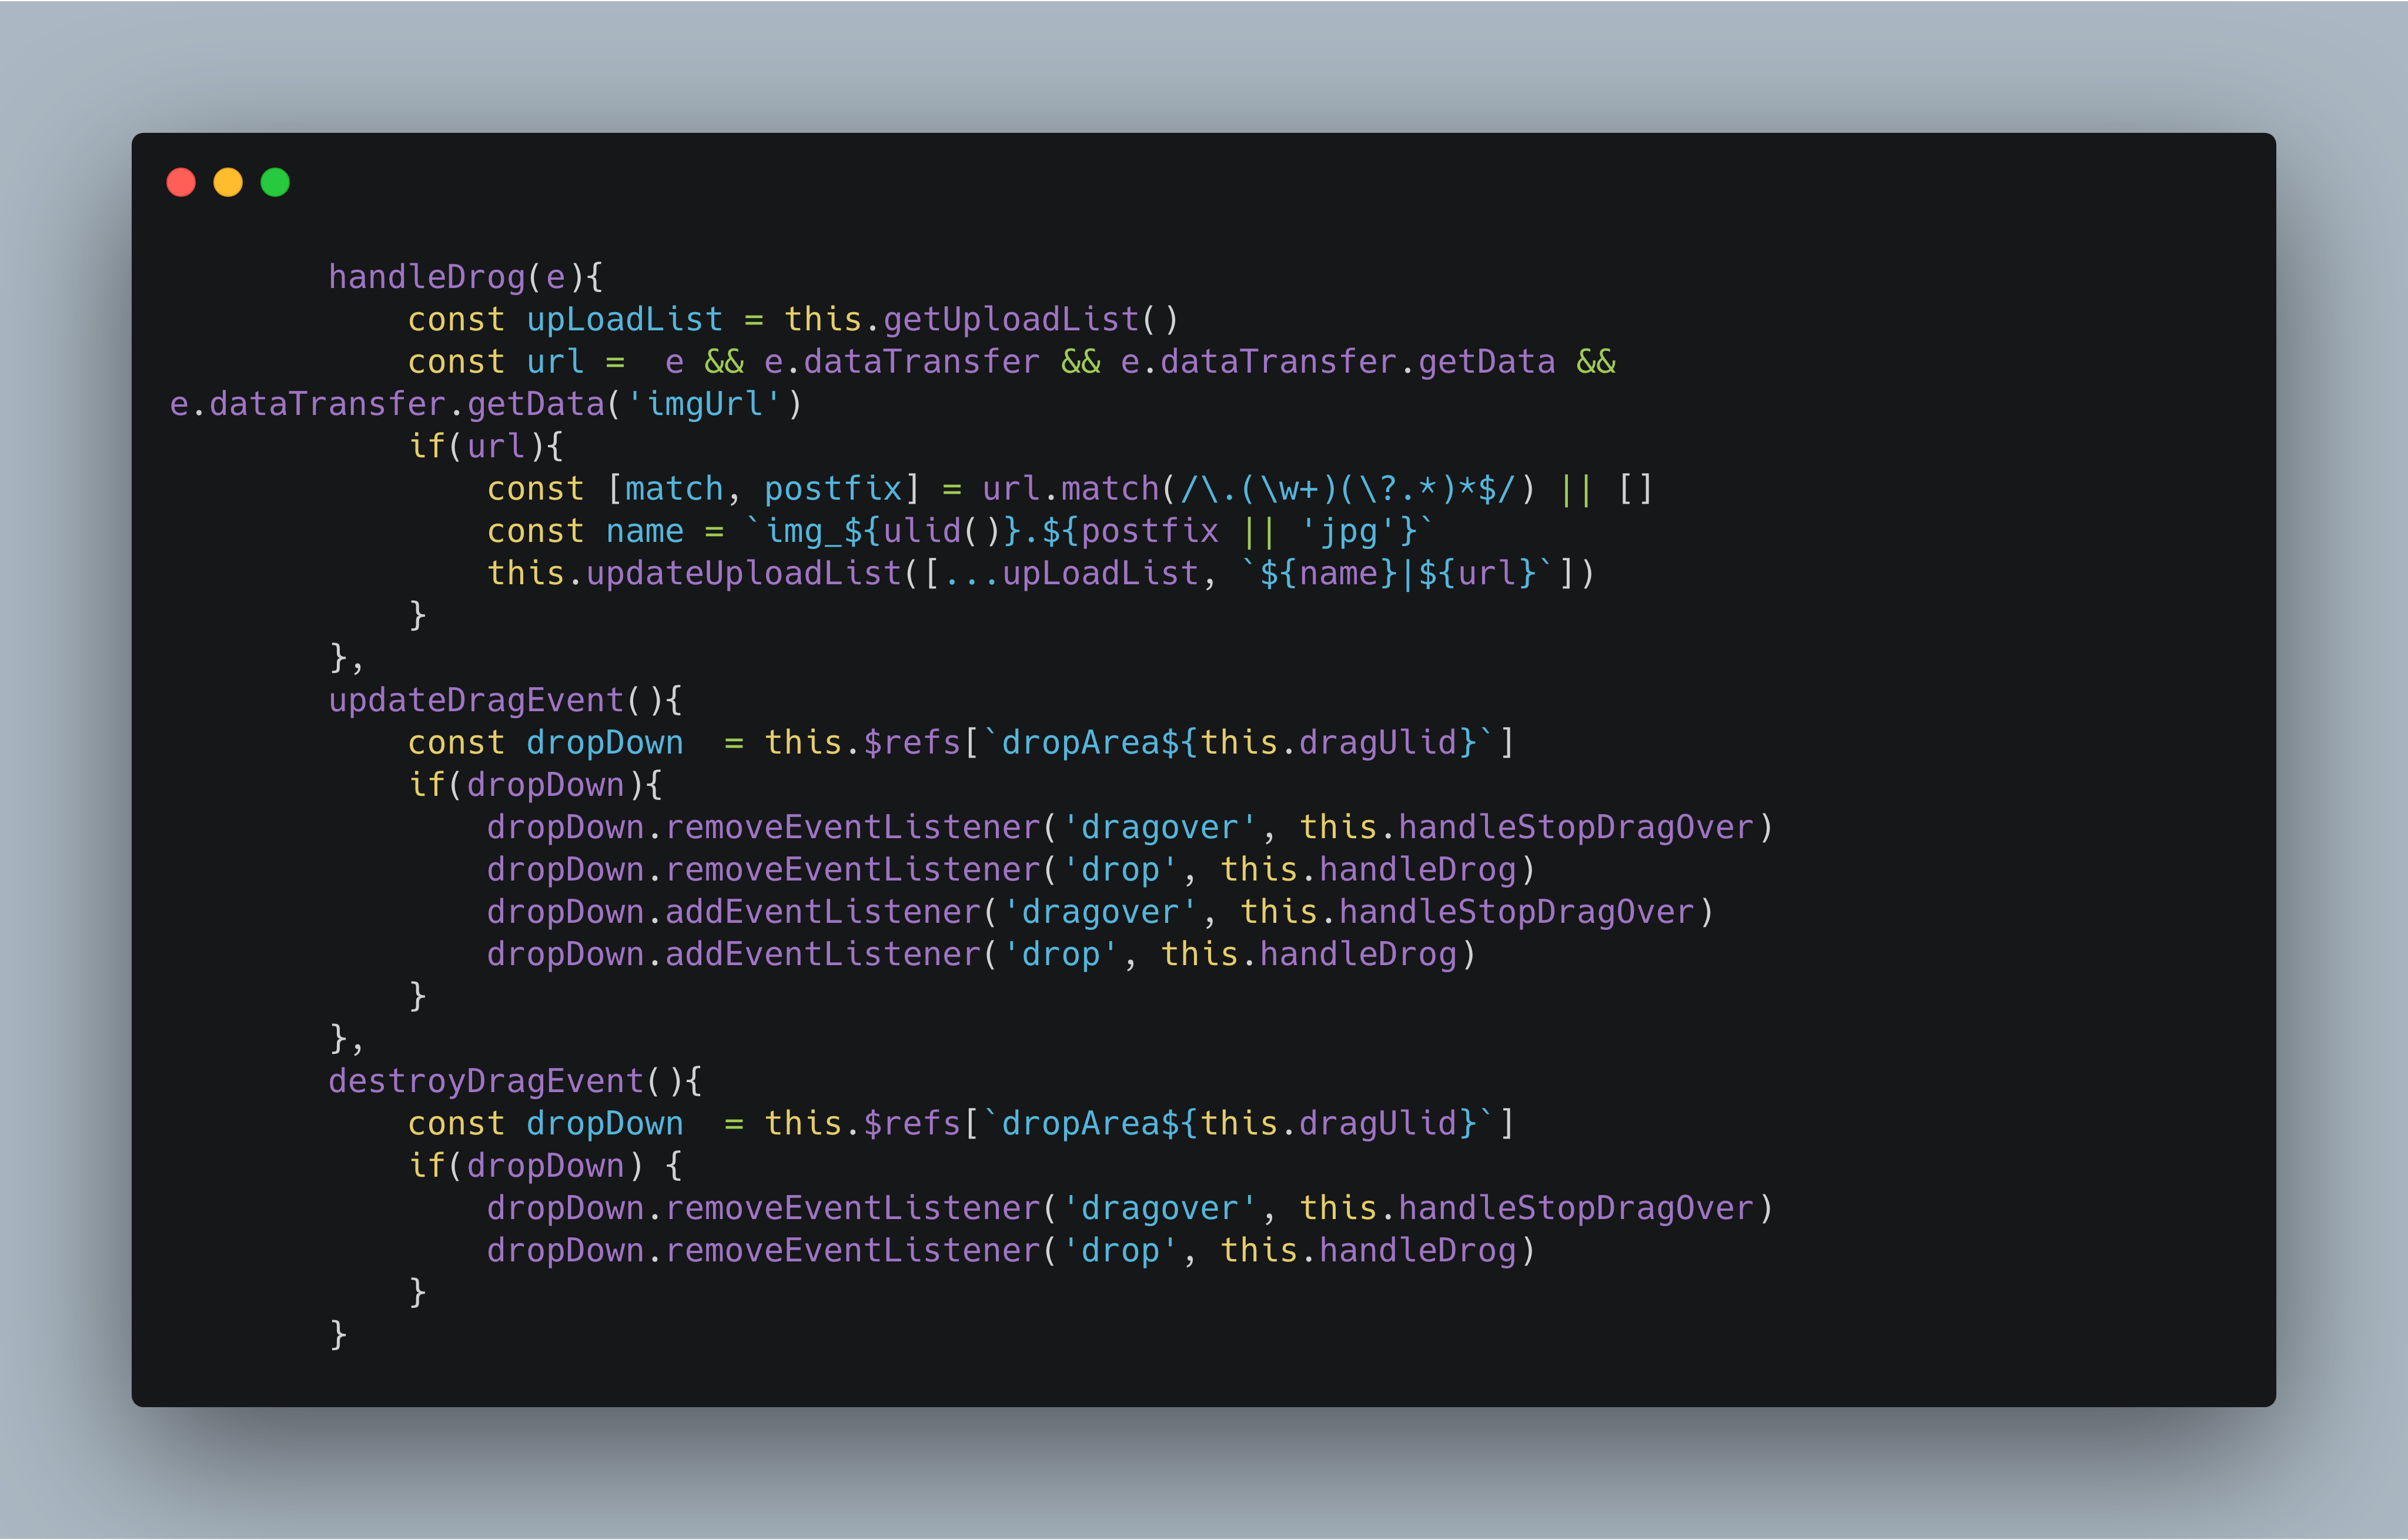 handleDrog(e){
const upLoadList = this.getUploadList()
const url =  e && e.dataTransfer && e.dataTransfer.getData &&
e.dataTransfer.getData('imgUrl')
if(url){
const [match, postfix] = url.match(/\.(\w+)(\?.*)*$/) || []
const name = `img_${ulid()}.${postfix || 'jpg'}`
this.updateUploadList([...upLoadList, `${name}|${url}`])
}
},
updateDragEvent(){
const dropDown  = this.$refs[`dropArea${this.dragUlid}`]
if(dropDown){
dropDown.removeEventListener('dragover', this.handleStopDragOver)
dropDown.removeEventListener('drop', this.handleDrog)
dropDown.addEventListener('dragover', this.handleStopDragOver)
dropDown.addEventListener('drop', this.handleDrog)
}
},
destroyDragEvent(){
const dropDown  = this.$refs[`dropArea${this.dragUlid}`]
if(dropDown) {
dropDown.removeEventListener('dragover', this.handleStopDragOver)
dropDown.removeEventListener('drop', this.handleDrog)
}
}